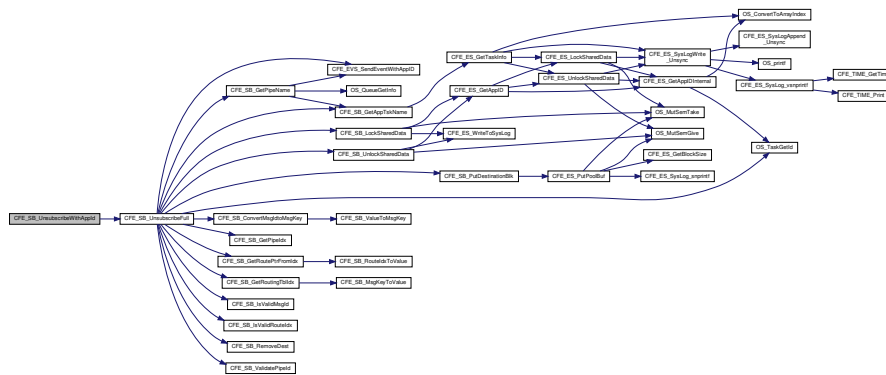 OS_ConvertToArrayIndex
CFE_ES_SysLogAppend
_Unsync
CFE_ES_GetTaskInfo
CFE_ES_LockSharedData
CFE_ES_SysLogWrite
_Unsync
OS_printf
CFE_EVS_SendEventWithAppID
CFE_ES_UnlockSharedData
CFE_ES_GetAppIDInternal
CFE_TIME_GetTim
CFE_SB_GetPipeName
OS_QueueGetInfo
CFE_ES_GetAppID
CFE_ES_SysLog_vsnprintf
CFE_TIME_Print
CFE_SB_GetAppTskName
OS_MutSemTake
CFE_SB_LockSharedData
CFE_ES_WriteToSysLog
OS_MutSemGive
CFE_SB_UnlockSharedData
CFE_ES_GetBlockSize
OS_TaskGetId
CFE_SB_PutDestinationBlk
CFE_ES_PutPoolBuf
CFE_ES_SysLog_snprintf
CFE_SB_UnsubscribeWithAppId
CFE_SB_UnsubscribeFull
CFE_SB_ConvertMsgIdtoMsgKey
CFE_SB_ValueToMsgKey
CFE_SB_GetPipeIdx
CFE_SB_GetRoutePtrFromIdx
CFE_SB_RouteIdxToValue
CFE_SB_GetRoutingTblIdx
CFE_SB_MsgKeyToValue
CFE_SB_IsValidMsgId
CFE_SB_IsValidRouteIdx
CFE_SB_RemoveDest
CFE_SB_ValidatePipeId